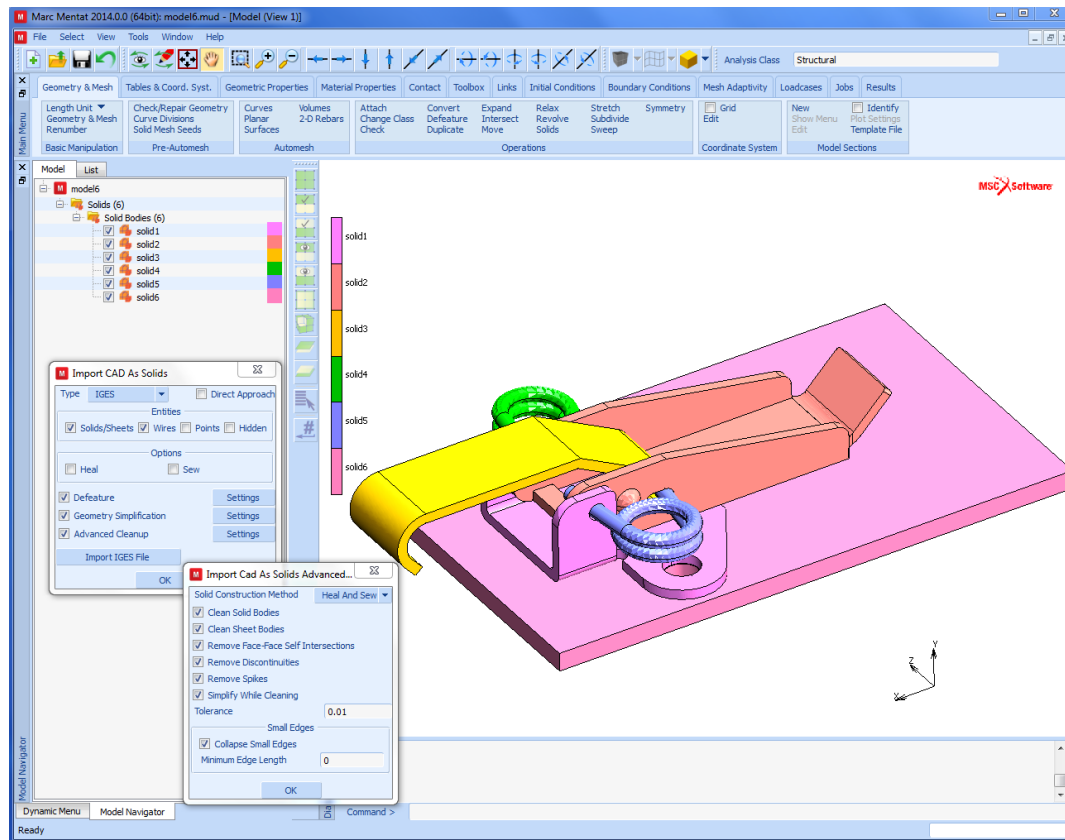 Marc Mentat 2014.0.0 (64bit): model6.mud - [Model (View 1)]
File Select View Tools Window Help
Analysis Class Structural
Geometry & Mesh Tables & Coord. Syst. Geometric Properties Material Properties Contact Toolbox Links Initial Conditions Boundary Conditions Mesh Adaptivity Loadcases Jobs Results
Length Unit Check/Repair Geometry Curves Volumes Attach Convert Expand Relax Stretch Symmetry Grid New Identify
Geometry & Mesh Curve Divisions Planar 2-D Rebars Change Class Defeature Intersect Revolve Subdivide Edit Show Menu Plot Settings
Renumber Solid Mesh Seeds Surfaces Check Duplicate Move Solids Sweep Edit Template File
Basic Manipulation Pre-Automesh Automesh Operations Coordinate System Model Sections
Main Menu
Model List
model6
Solids (6)
Solid Bodies (6)
solid1
solid2
solid3
solid4
solid5
solid6
MSC Software
solid1
solid2
solid3
solid4
solid5
solid6
Import CAD As Solids
Type IGES Direct Approach
Entities
Solids/Sheets Wires Points Hidden
Options
Heal Sew
Defeature Settings
Geometry Simplification Settings
Advanced Cleanup Settings
Import IGES File
OK
Import Cad As Solids Advanced...
Solid Construction Method Heal And Sew
Clean Solid Bodies
Clean Sheet Bodies
Remove Face-Face Self Intersections
Remove Discontinuities
Remove Spikes
Simplify While Cleaning
Tolerance 0.01
Small Edges
Collapse Small Edges
Minimum Edge Length 0
OK
Y
Z
X
Model Navigator
Dynamic Menu Model Navigator
Dia
Command >
Ready